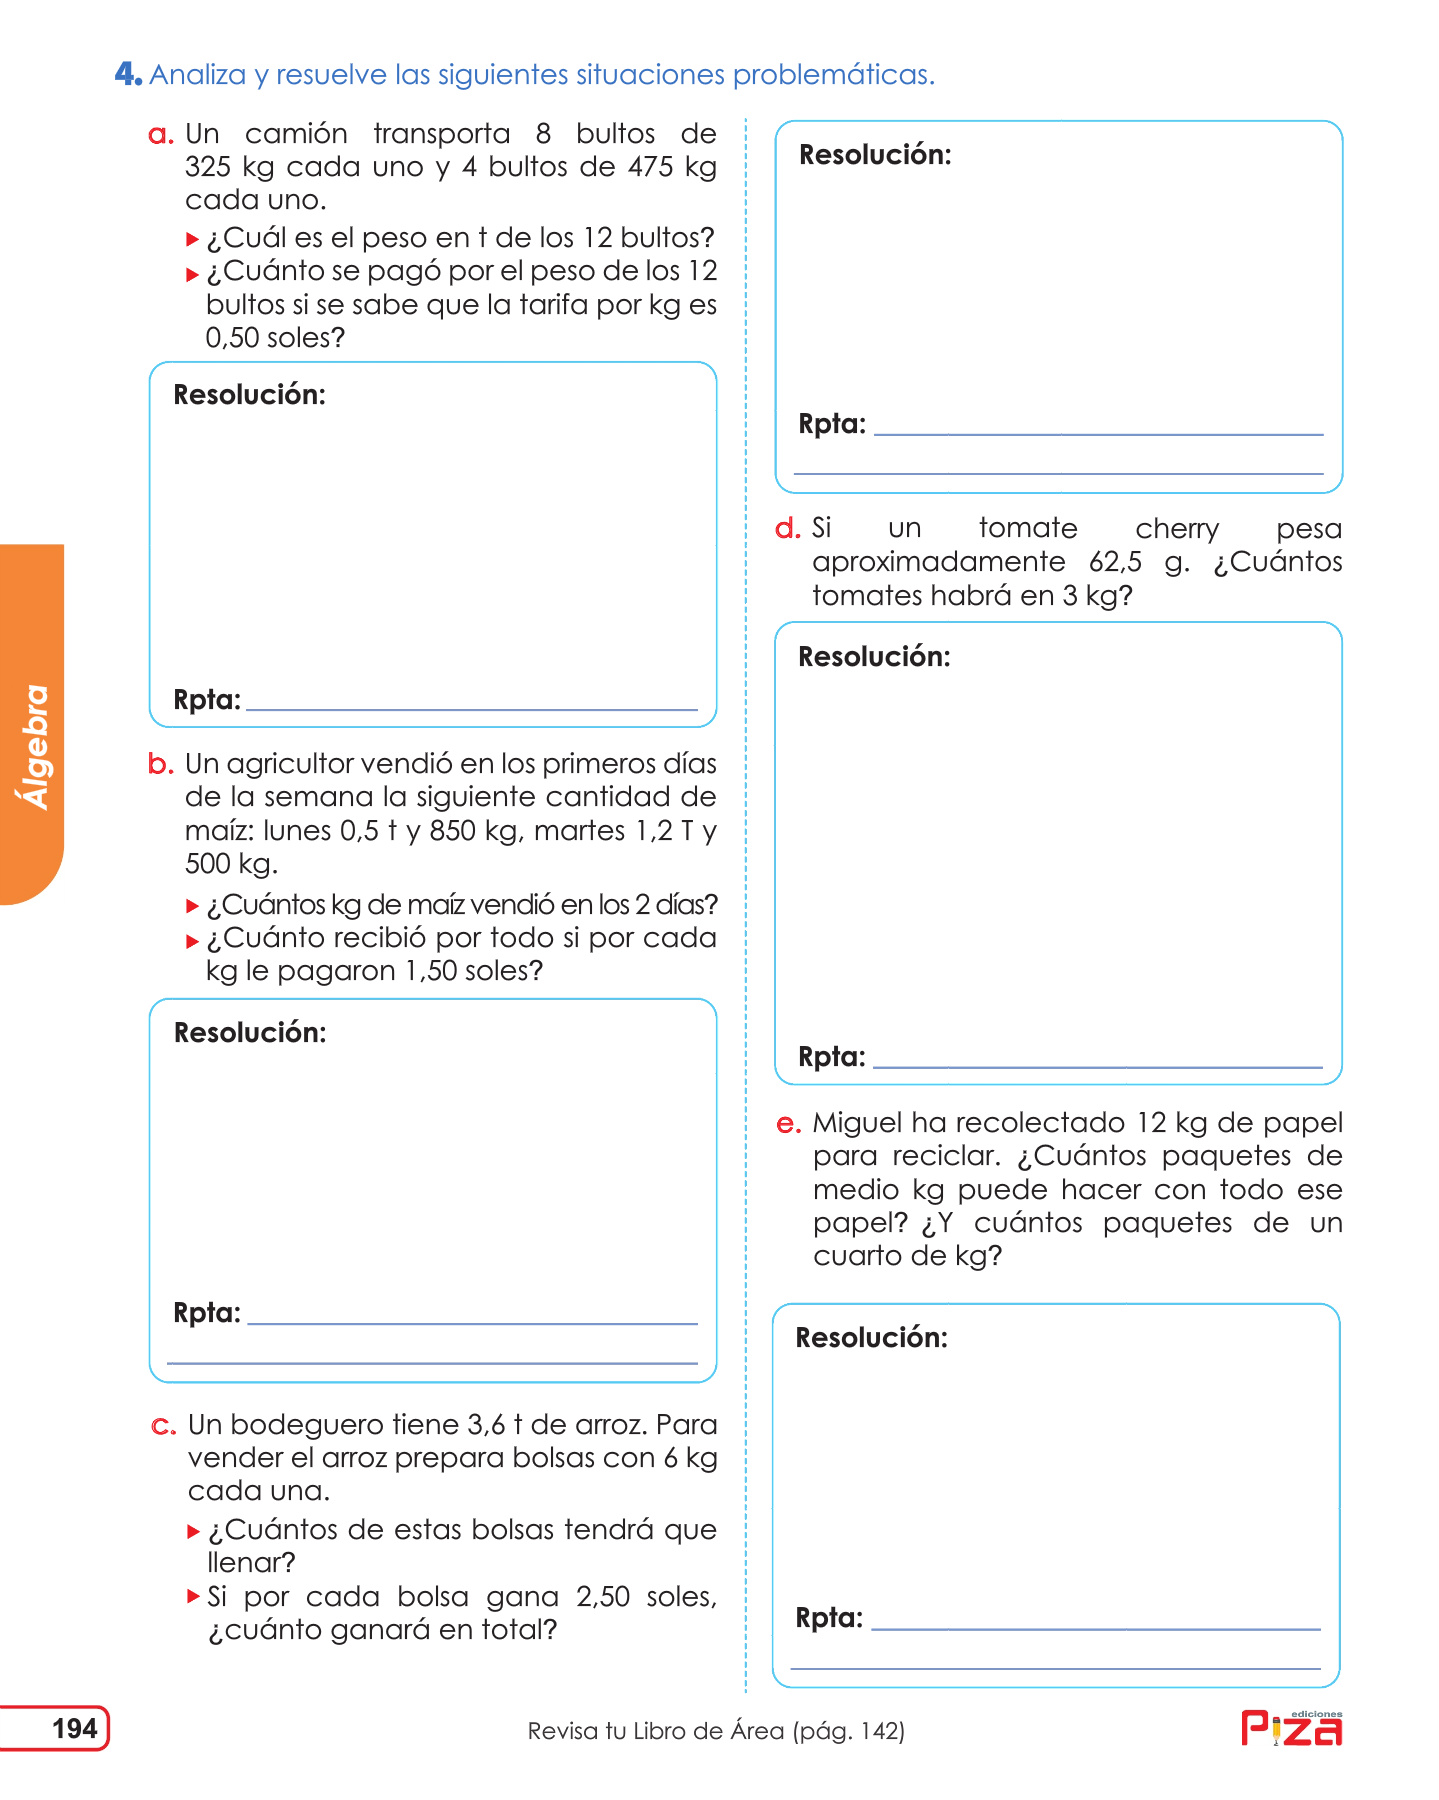 4. Analiza y resuelve las siguientes situaciones problemáticas.
a. Un camión transporta 8 bultos de
325 kg cada uno y 4 bultos de 475 kg
cada uno.
¿Cuál es el peso en t de los 12 bultos?
¿Cuánto se pagó por el peso de los 12
bultos si se sabe que la tarifa por kg es
0,50 soles?
Resolución:
Rpta:
b. Un agricultor vendió en los primeros días
de la semana la siguiente cantidad de
maíz: lunes 0,5 t y 850 kg, martes 1,2 T y
500 kg.
¿Cuántos kg de maíz vendió en los 2 días?
¿Cuánto recibió por todo si por cada
kg le pagaron 1,50 soles?
Resolución:
Rpta:
c. Un bodeguero tiene 3,6 t de arroz. Para
vender el arroz prepara bolsas con 6 kg
cada una.
¿Cuántos de estas bolsas tendrá que
llenar?
Si por cada bolsa gana 2,50 soles,
¿cuánto ganará en total?
Resolución:
Rpta:
d. Si un tomate cherry pesa
aproximadamente 62,5 g. ¿Cuántos
tomates habrá en 3 kg?
Resolución:
Rpta:
e. Miguel ha recolectado 12 kg de papel
para reciclar. ¿Cuántos paquetes de
medio kg puede hacer con todo ese
papel? ¿Y cuántos paquetes de un
cuarto de kg?
Resolución:
Rpta:
Álgebra
194
Revisa tu Libro de Área (pág. 142)
ediciones
Piza